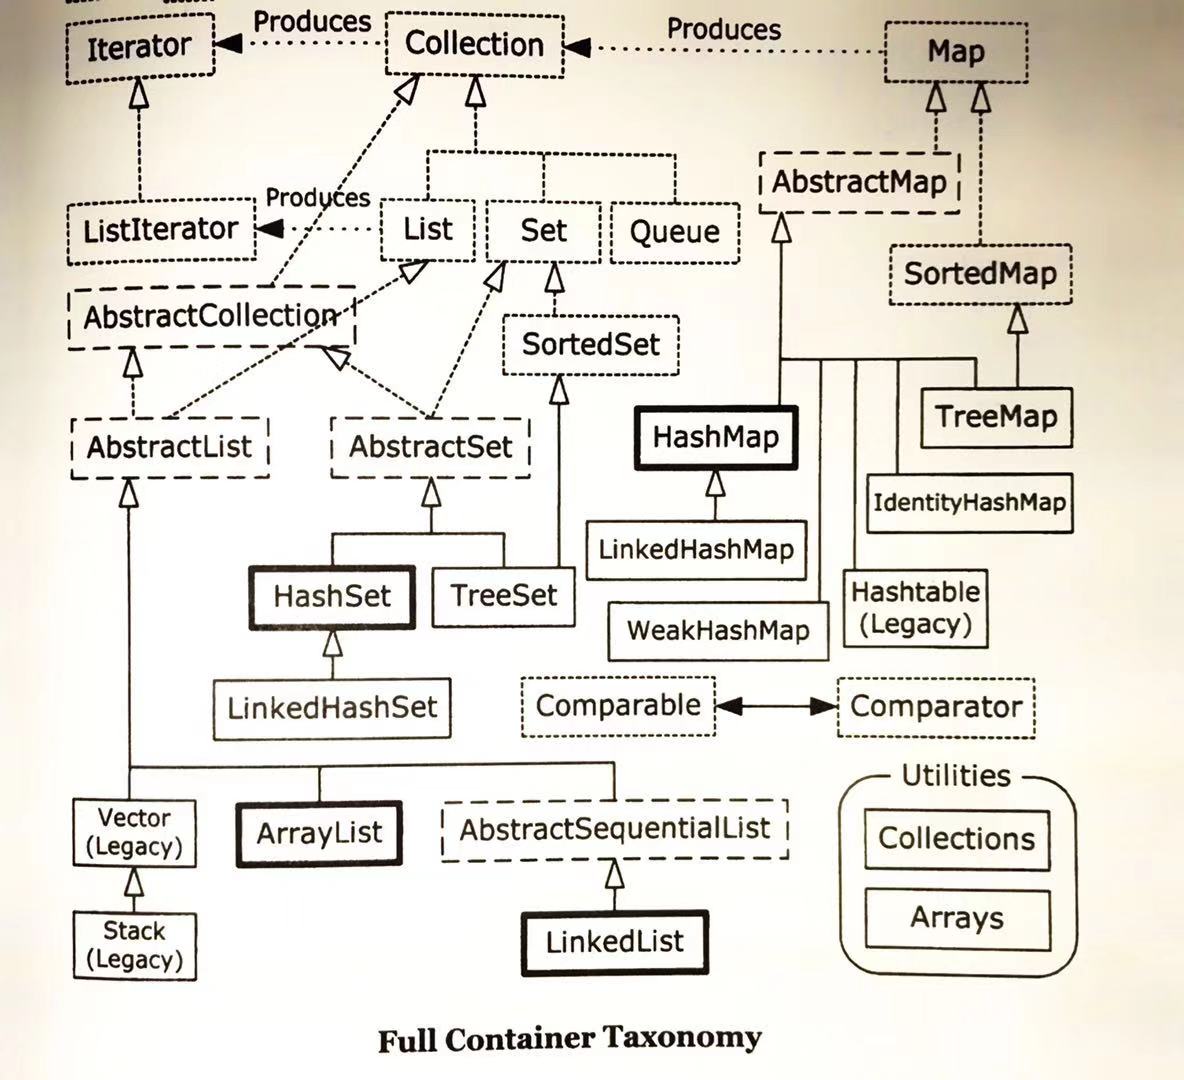 Iterator
Produces
Collection
Produces
Map
AbstractMap
Produces
ListIterator
List
Set
Queue
SortedMap
AbstractCollection
SortedSet
TreeMap
AbstractList
AbstractSet
HashMap
IdentityHashMap
LinkedHashMap
HashSet
TreeSet
Hashtable
(Legacy)
WeakHashMap
LinkedHashSet
Comparable
Comparator
Utilities
Vector
(Legacy)
ArrayList
AbstractSequentialList
Collections
Stack
(Legacy)
LinkedList
Arrays
Full Container Taxonomy